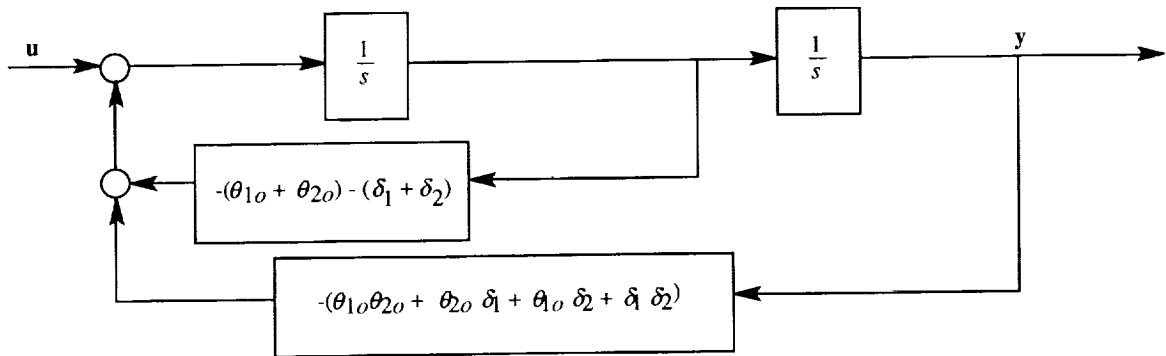 u
1/s
1/s
y
-(θ₁ₒ + θ₂ₒ) - (δ₁ + δ₂)
-(θ₁ₒθ₂ₒ + θ₂ₒ δ₁ + θ₁ₒ δ₂ + δ₁ δ₂)